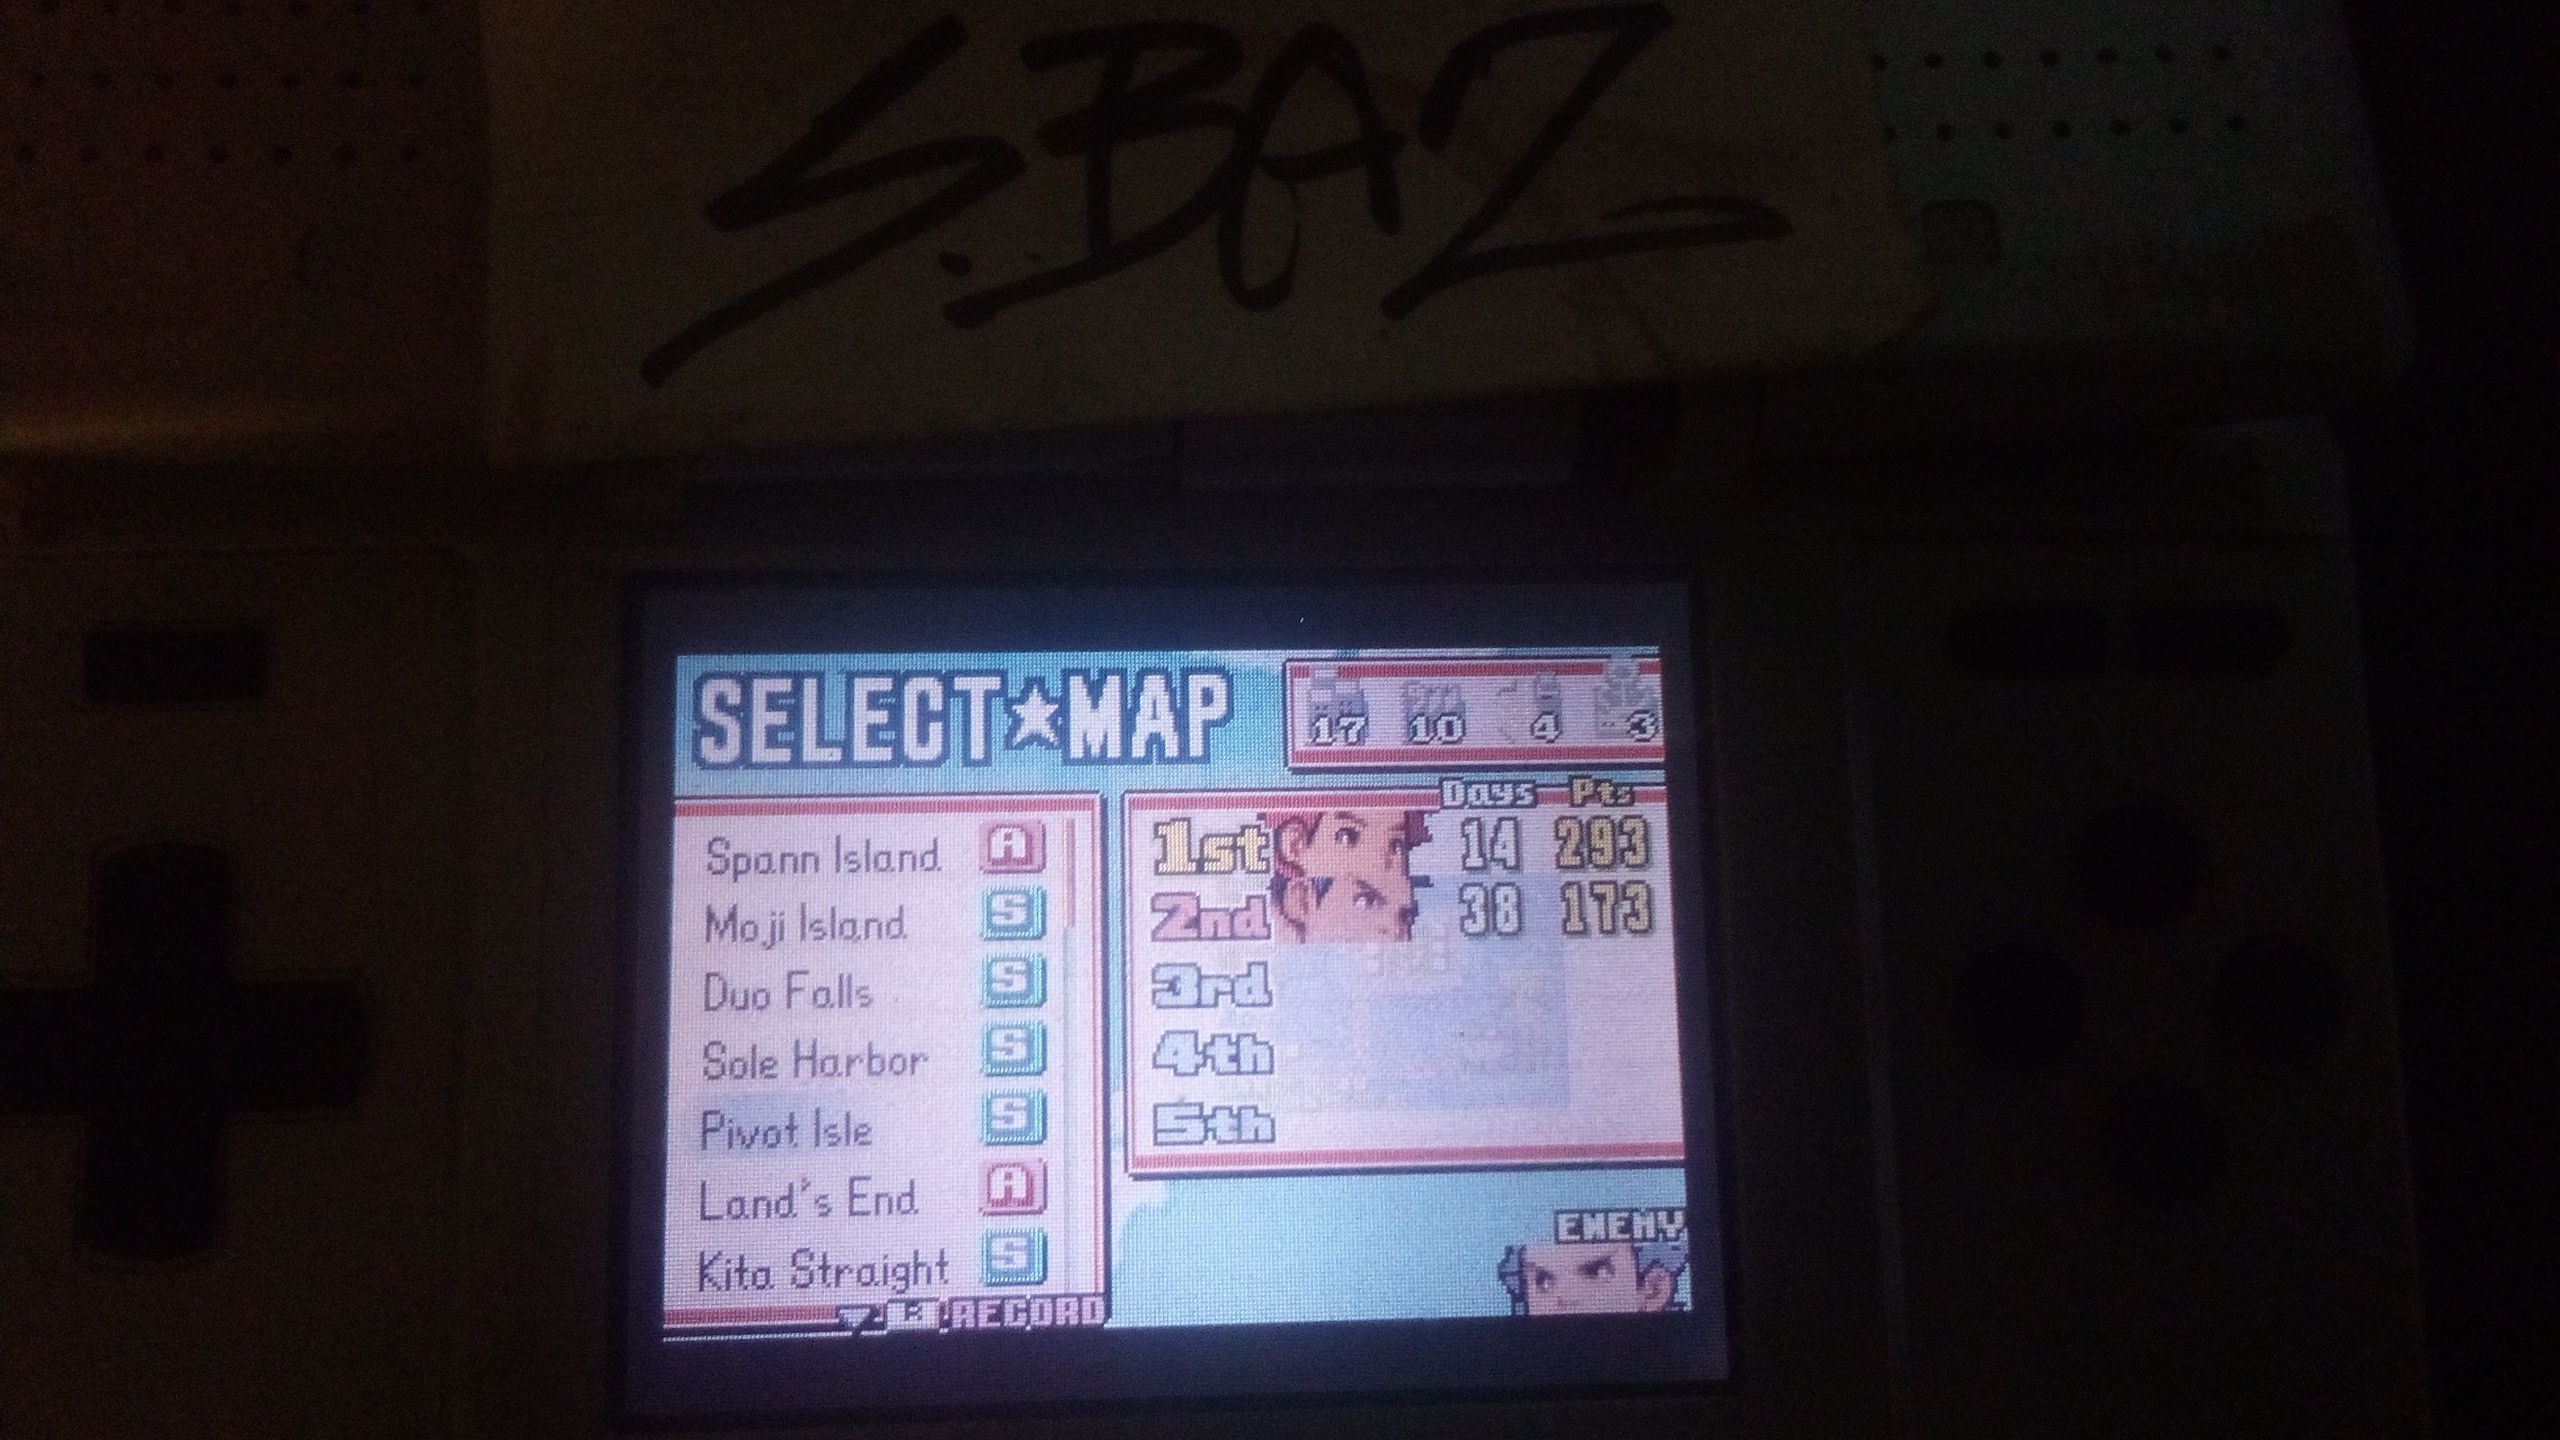 S.BAZ
SELECT★MAP
17 10 4 3
Days Pts
Spann Island A
Moji Island S
Duo Falls S
Sole Harbor S
Pivot Isle S
Land's End A
Kita Straight S
B:RECORD
1st 14 293
2nd 38 173
3rd
4th
5th
ENEMY